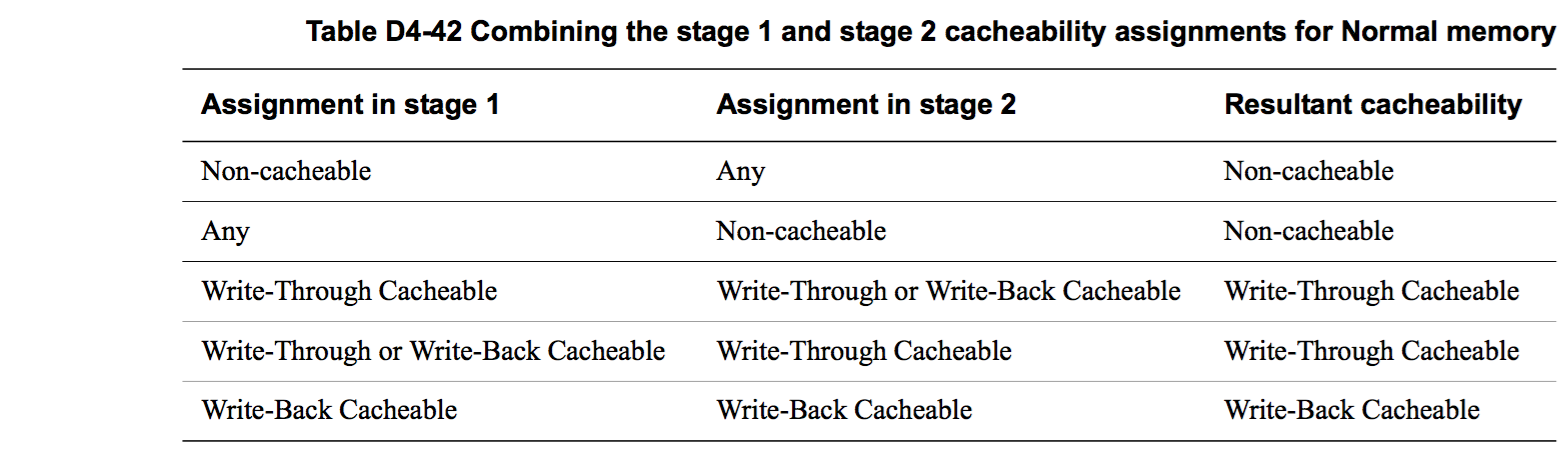 Table D4-42 Combining the stage 1 and stage 2 cacheability assignments for Normal memory
Assignment in stage 1 Assignment in stage 2 Resultant cacheability
Non-cacheable Any Non-cacheable
Any Non-cacheable Non-cacheable
Write-Through Cacheable Write-Through or Write-Back Cacheable Write-Through Cacheable
Write-Through or Write-Back Cacheable Write-Through Cacheable Write-Through Cacheable
Write-Back Cacheable Write-Back Cacheable Write-Back Cacheable